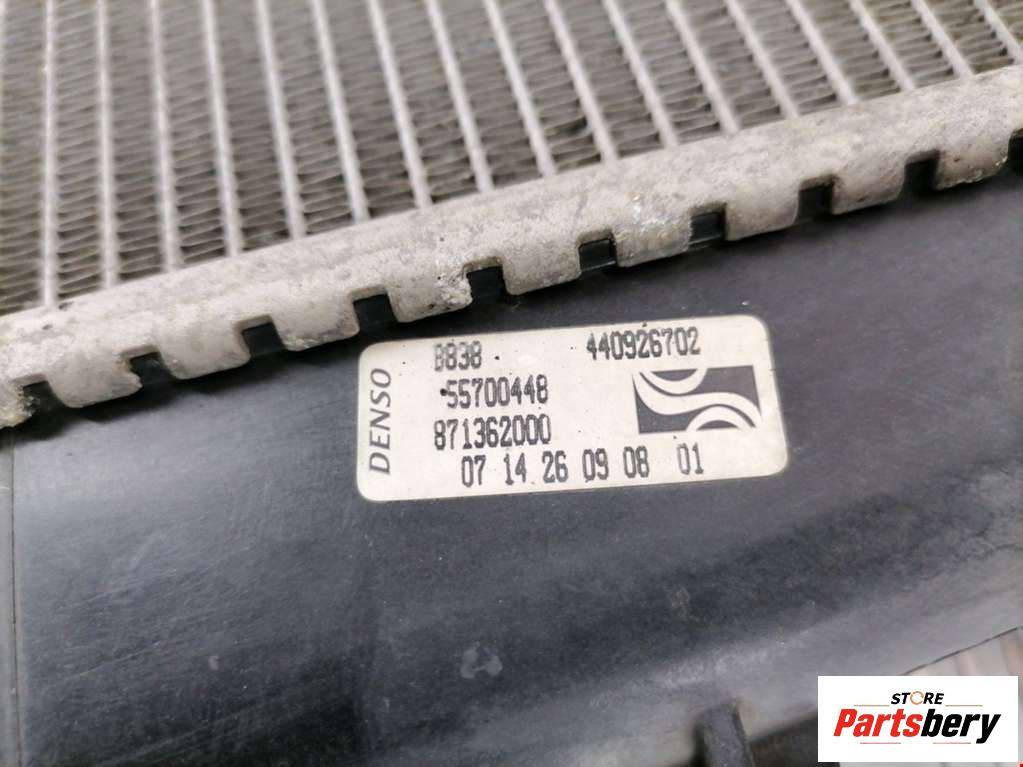 DENSO
B838 440926702
55700448
871362000
07 14 26 09 08 01
STORE
Partsbery